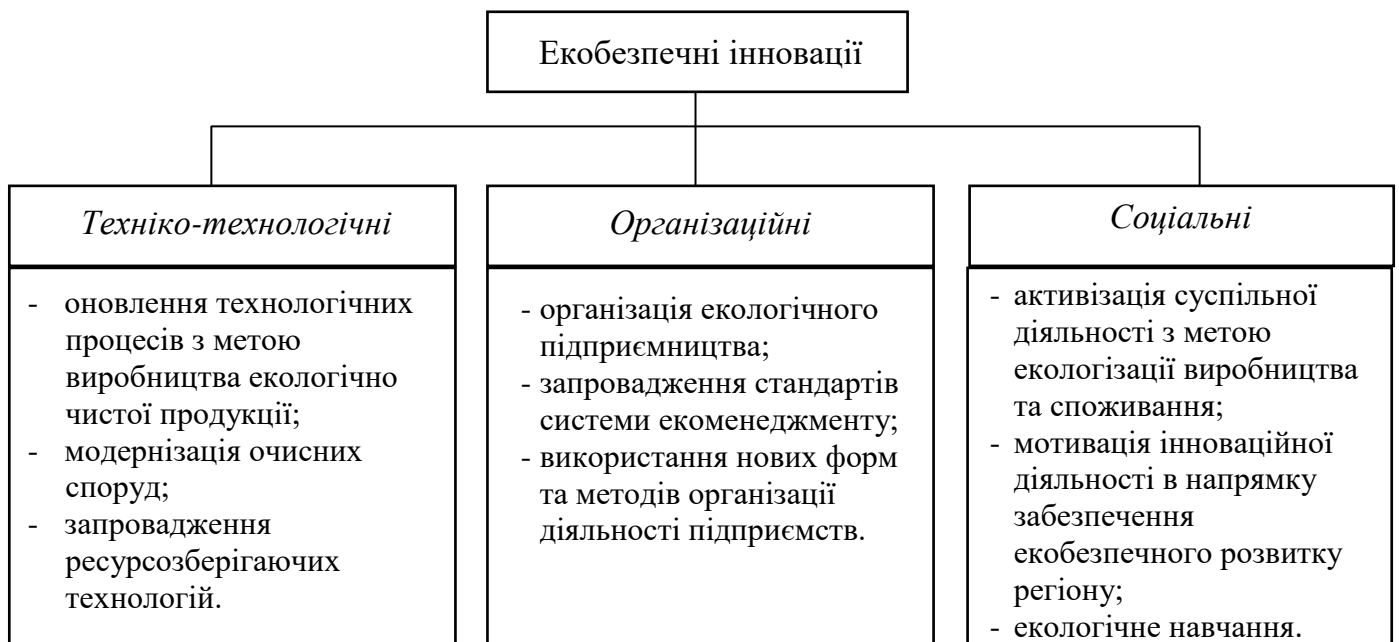 Екобезпечні інновації
Техніко-технологічні
- оновлення технологічних
процесів з метою
виробництва екологічно
чистої продукції;
- модернізація очисних
споруд;
- запровадження
ресурсозберігаючих
технологій.
Організаційні
- організація екологічного
підприємництва;
- запровадження стандартів
системи екоменеджменту;
- використання нових форм
та методів організації
діяльності підприємств.
Соціальні
- активізація суспільної
діяльності з метою
екологізації виробництва
та споживання;
- мотивація інноваційної
діяльності в напрямку
забезпечення
екобезпечного розвитку
регіону;
- екологічне навчання.